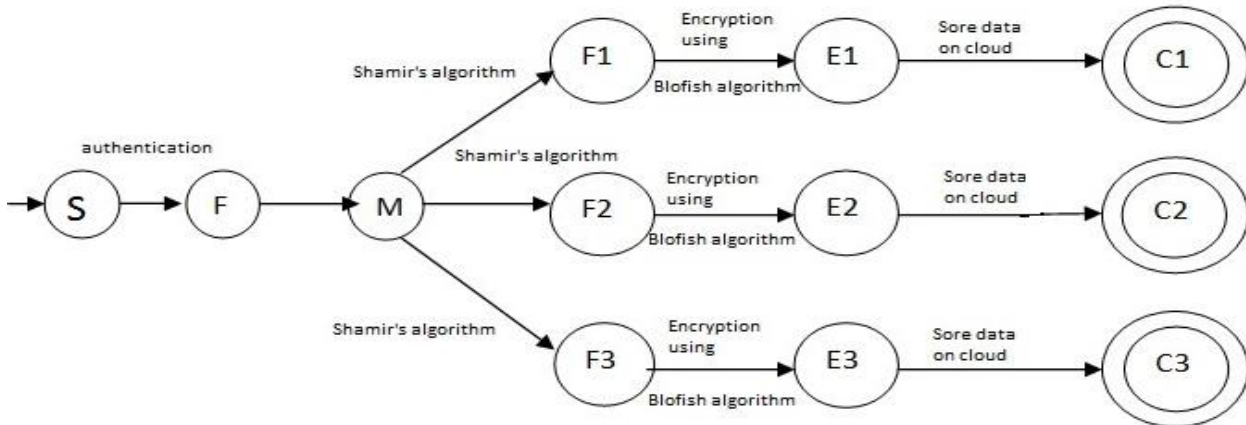 authentication
S
F
M
Shamir's algorithm
F1
Encryption
using
Blofish algorithm
E1
Sore data
on cloud
C1
Shamir's algorithm
F2
Encryption
using
Blofish algorithm
E2
Sore data
on cloud
C2
Shamir's algorithm
F3
Encryption
using
Blofish algorithm
E3
Sore data
on cloud
C3